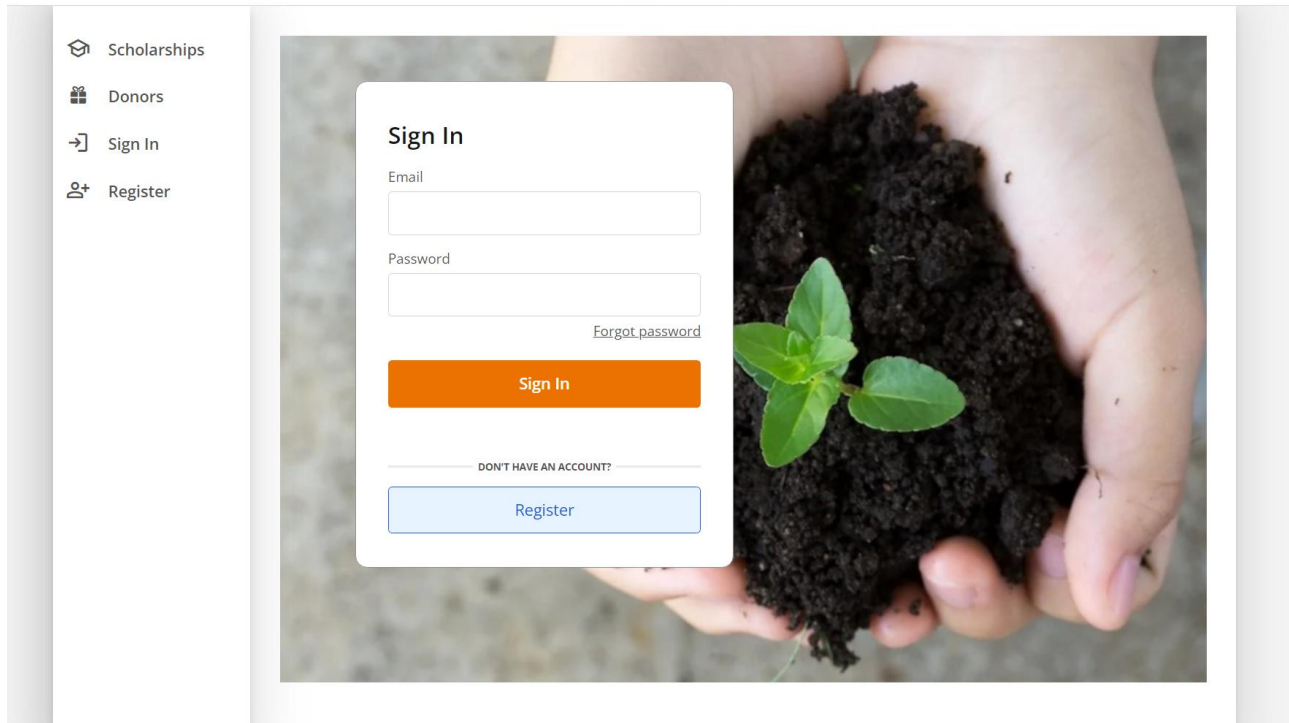 Scholarships
Donors
Sign In
Register
Sign In
Email
Password
Forgot password
Sign In
DON'T HAVE AN ACCOUNT?
Register